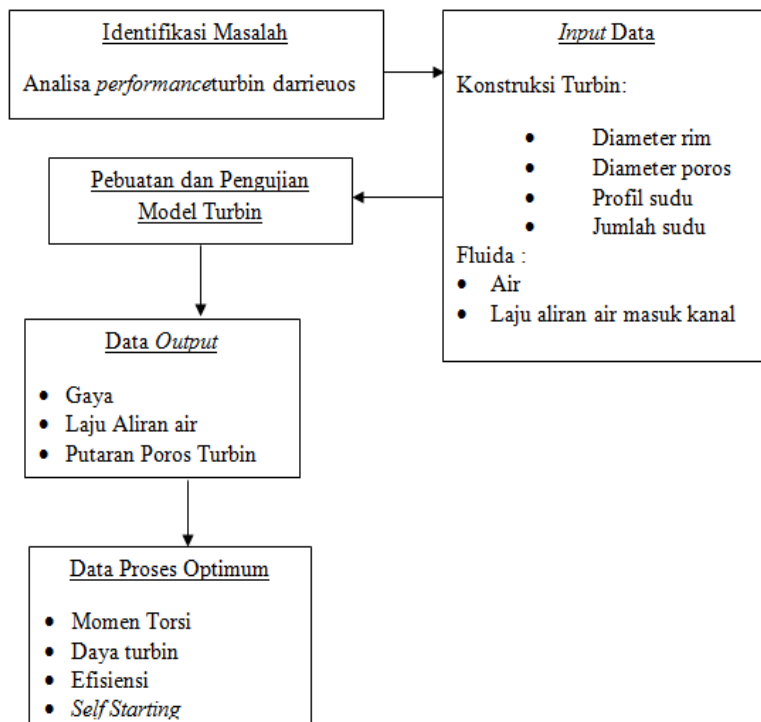 Identifikasi Masalah
Analisa performanceturbin darrieuos
Input Data
Konstruksi Turbin:
• Diameter rim
• Diameter poros
• Profil sudu
• Jumlah sudu
Fluida :
• Air
• Laju aliran air masuk kanal
Pebuatan dan Pengujian
Model Turbin
Data Output
• Gaya
• Laju Aliran air
• Putaran Poros Turbin
Data Proses Optimum
• Momen Torsi
• Daya turbin
• Efisiensi
• Self Starting